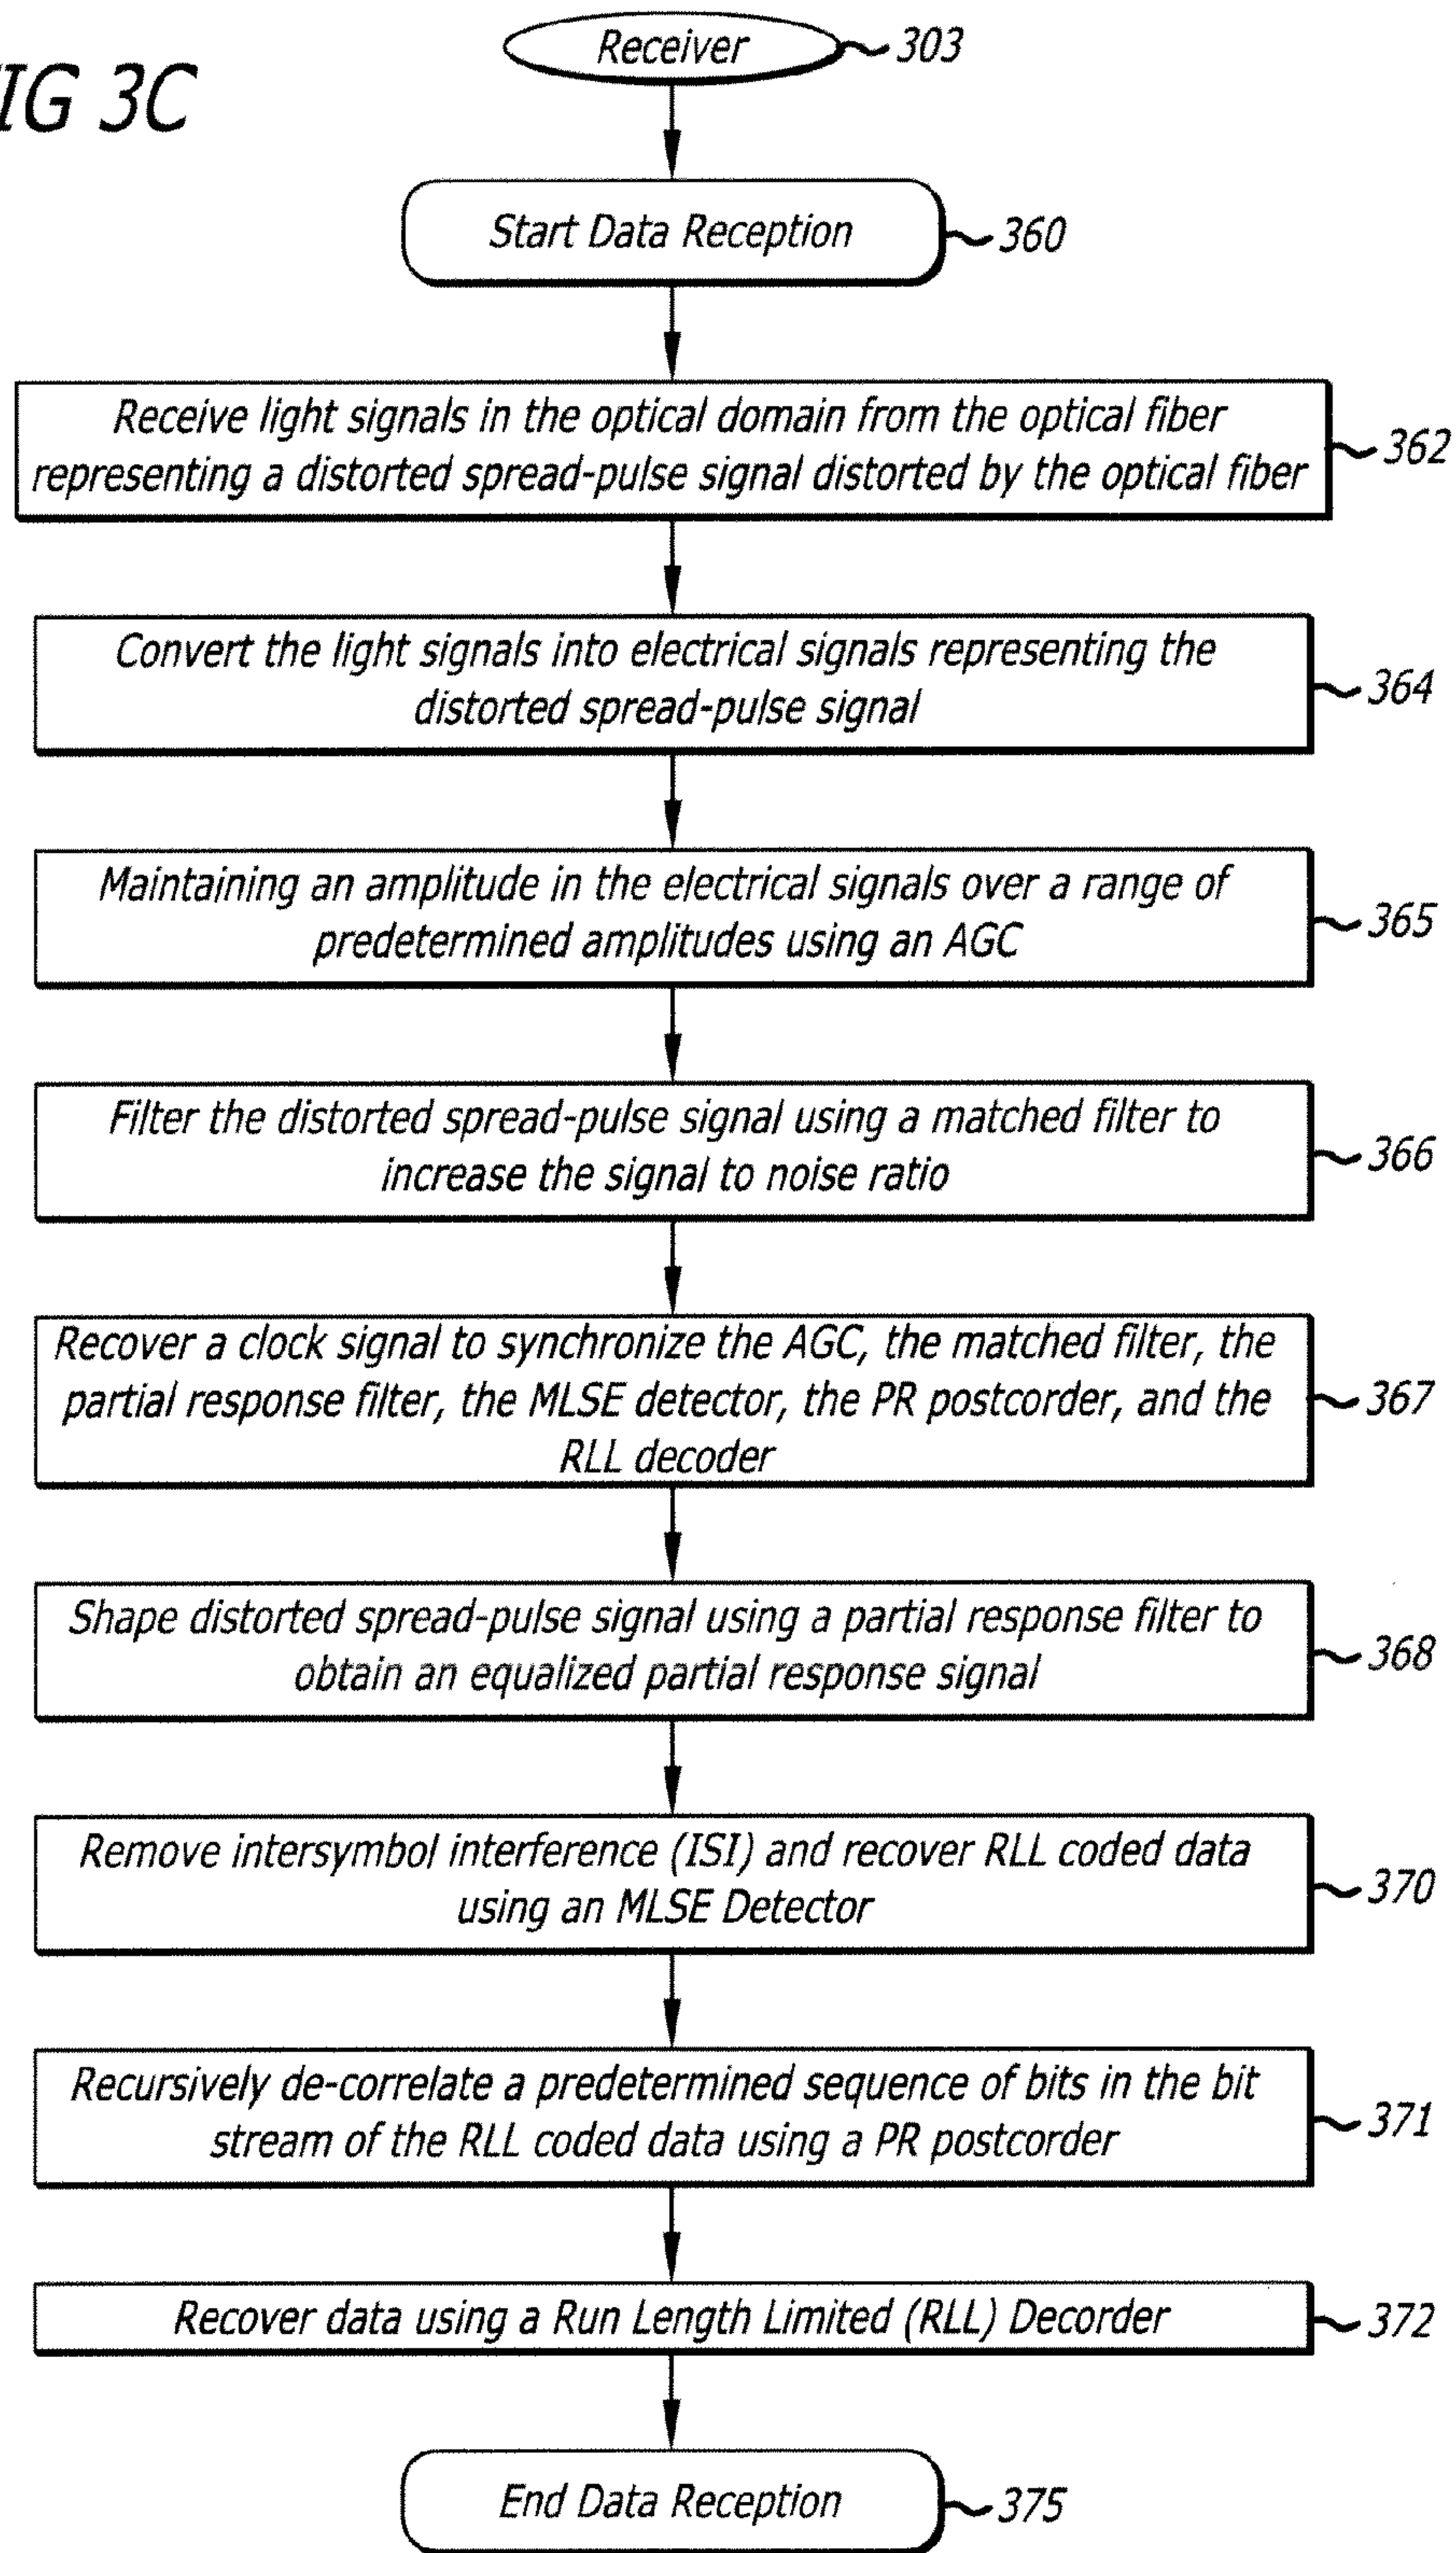 IG 3C
Receiver
303
Start Data Reception
360
Receive light signals in the optical domain from the optical fiber
representing a distorted spread-pulse signal distorted by the optical fiber
362
Convert the light signals into electrical signals representing the
distorted spread-pulse signal
364
Maintaining an amplitude in the electrical signals over a range of
predetermined amplitudes using an AGC
365
Filter the distorted spread-pulse signal using a matched filter to
increase the signal to noise ratio
366
Recover a clock signal to synchronize the AGC, the matched filter, the
partial response filter, the MLSE detector, the PR postcorder, and the
RLL decoder
367
Shape distorted spread-pulse signal using a partial response filter to
obtain an equalized partial response signal
368
Remove intersymbol interference (ISI) and recover RLL coded data
using an MLSE Detector
370
Recursively de-correlate a predetermined sequence of bits in the bit
stream of the RLL coded data using a PR postcorder
371
Recover data using a Run Length Limited (RLL) Decorder
372
End Data Reception
375